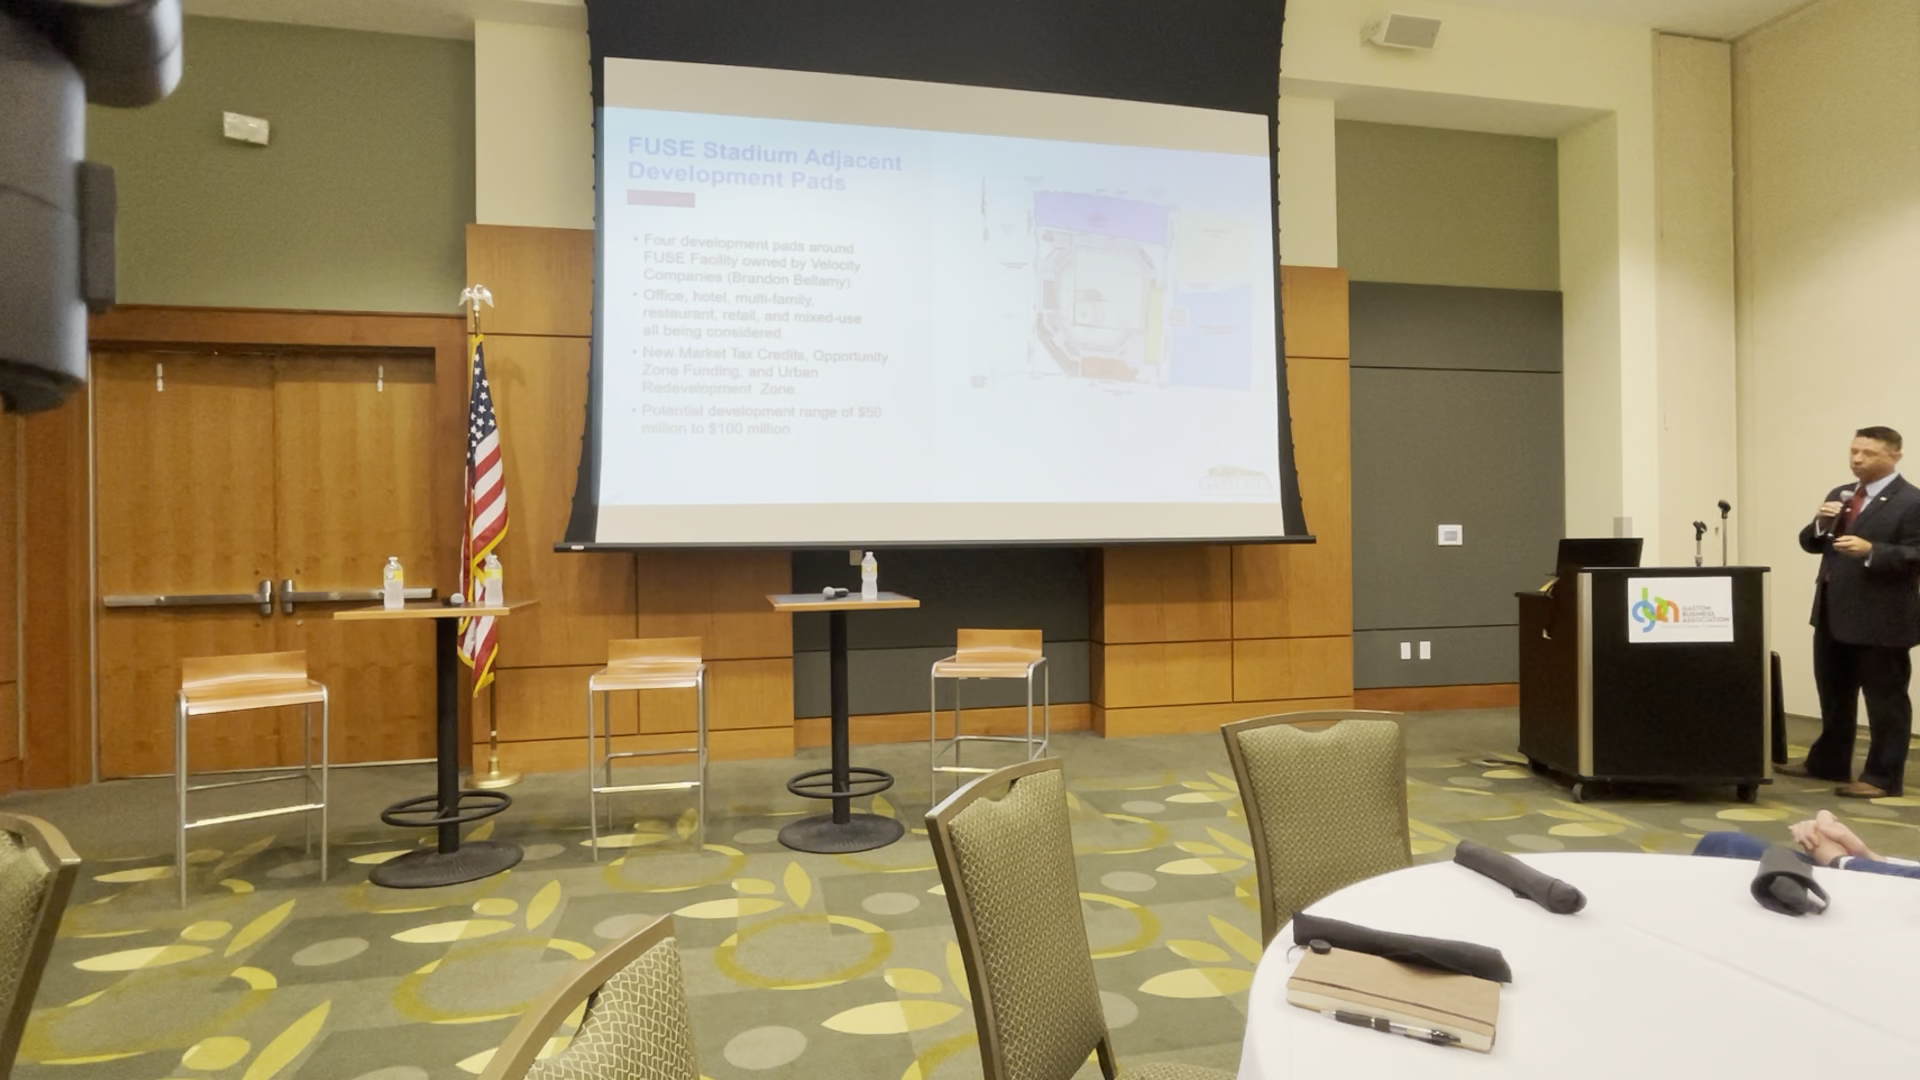 FUSE Stadium Adjacent
Development Pads
• Four development pads around
FUSE Facility owned by Velocity
Companies (Brandon Bellamy)
• Office, hotel, multi-family,
restaurant, retail, and mixed-use
all being considered.
• New Market Tax Credits, Opportunity
Zone Funding, and Urban
Redevelopment Zone.
• Potential development range of $50
million to $100 million
gba
GASTON
BUSINESS
ASSOCIATION